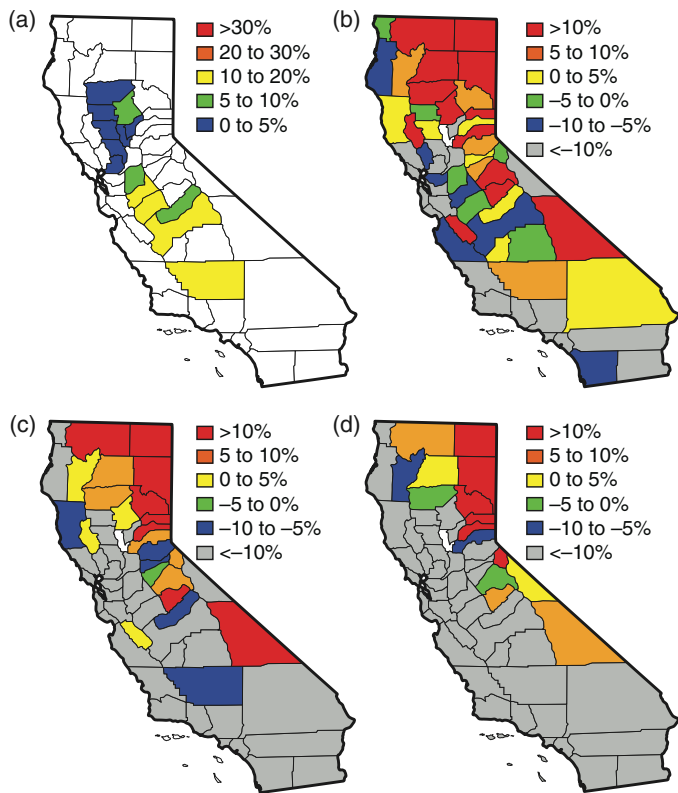 (a)
>30%
20 to 30%
10 to 20%
5 to 10%
0 to 5%
(b)
>10%
5 to 10%
0 to 5%
–5 to 0%
–10 to –5%
<–10%
(c)
>10%
5 to 10%
0 to 5%
–5 to 0%
–10 to –5%
<–10%
(d)
>10%
5 to 10%
0 to 5%
–5 to 0%
–10 to –5%
<–10%